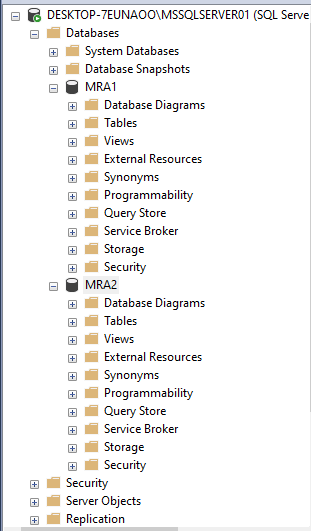 DESKTOP-7EUNAOO\MSSQLSERVER01 (SQL Serve
Databases
System Databases
Database Snapshots
MRA1
Database Diagrams
Tables
Views
External Resources
Synonyms
Programmability
Query Store
Service Broker
Storage
Security
MRA2
Database Diagrams
Tables
Views
External Resources
Synonyms
Programmability
Query Store
Service Broker
Storage
Security
Security
Server Objects
Replication